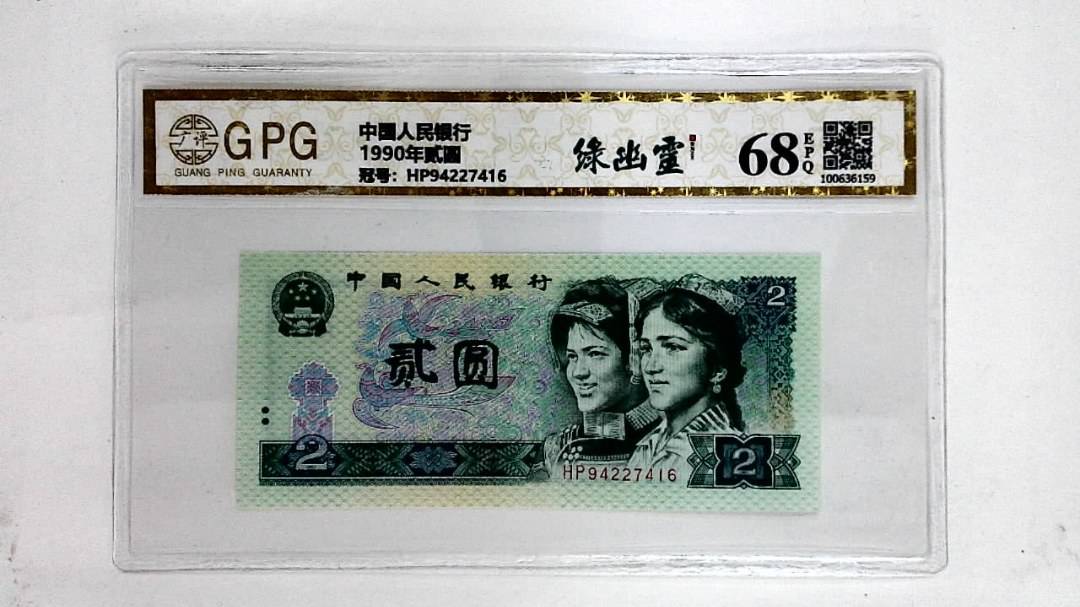 广评 GPG
GUANG PING GUARANTY
中国人民银行
1990年贰圆
冠号: HP94227416
绿幽灵
68 EPQ
100636159
中国人民银行
2
贰圆
2
HP94227416
2